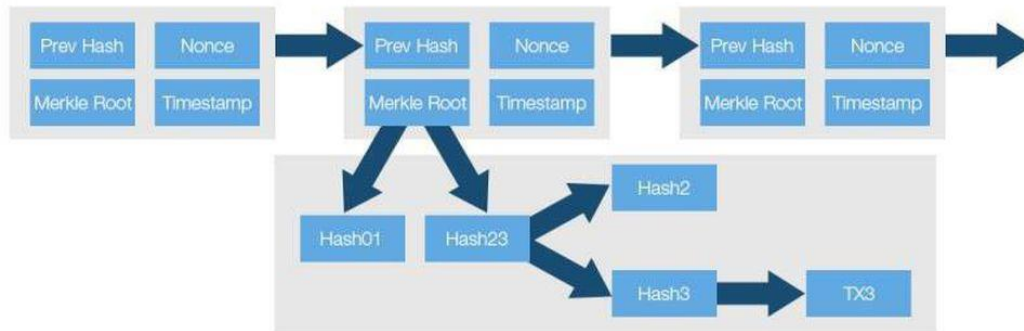 Prev Hash
Nonce
Merkle Root
Timestamp
Prev Hash
Nonce
Merkle Root
Timestamp
Prev Hash
Nonce
Merkle Root
Timestamp
Hash01
Hash23
Hash2
Hash3
TX3